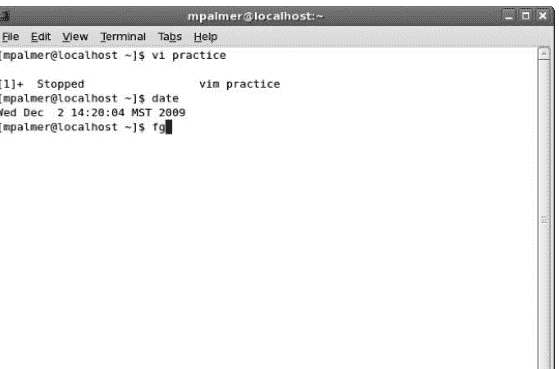 mpalmer@localhost:~
File Edit View Terminal Tabs Help
[mpalmer@localhost ~]$ vi practice
[1]+ Stopped vim practice
[mpalmer@localhost ~]$ date
Wed Dec 2 14:20:04 MST 2009
[mpalmer@localhost ~]$ fg